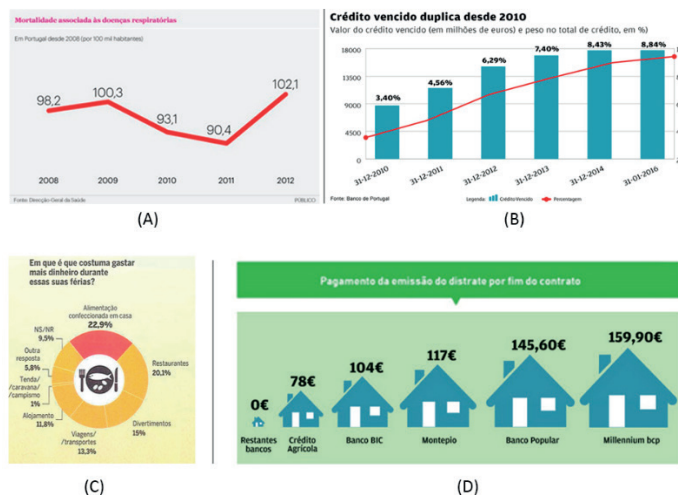 Mortalidade associada às doenças respiratórias
Em Portugal desde 2008 (por 100 mil habitantes)
98,2
100,3
93,1
90,4
102,1
2008
2009
2010
2011
2012
Fonte: Direcção-Geral da Saúde
PÚBLICO
(A)
Crédito vencido duplica desde 2010
Valor do crédito vencido (em milhões de euros) e peso no total de crédito, em %)
18000
13500
9000
4500
0
3,40%
4,56%
6,29%
7,40%
8,43%
8,84%
31-12-2010
31-12-2011
31-12-2012
31-12-2013
31-12-2014
31-01-2016
Fonte: Banco de Portugal
Legenda:
Crédito Vencido
Percentagem
(B)
Em que é que costuma gastar
mais dinheiro durante
essas suas férias?
Alimentação
confeccionada em casa
22,9%
Restaurantes
20,1%
Divertimentos
15%
Viagens/
/transportes
13,3%
Alojamento
11,8%
Tenda/
/caravana/
/campismo
1%
Outra
resposta
5,8%
NS/NR
9,5%
(C)
Pagamento da emissão do distrate por fim do contrato
0€
Restantes
bancos
78€
Crédito
Agrícola
104€
Banco BIC
117€
Montepio
145,60€
Banco Popular
159,90€
Millennium bcp
(D)